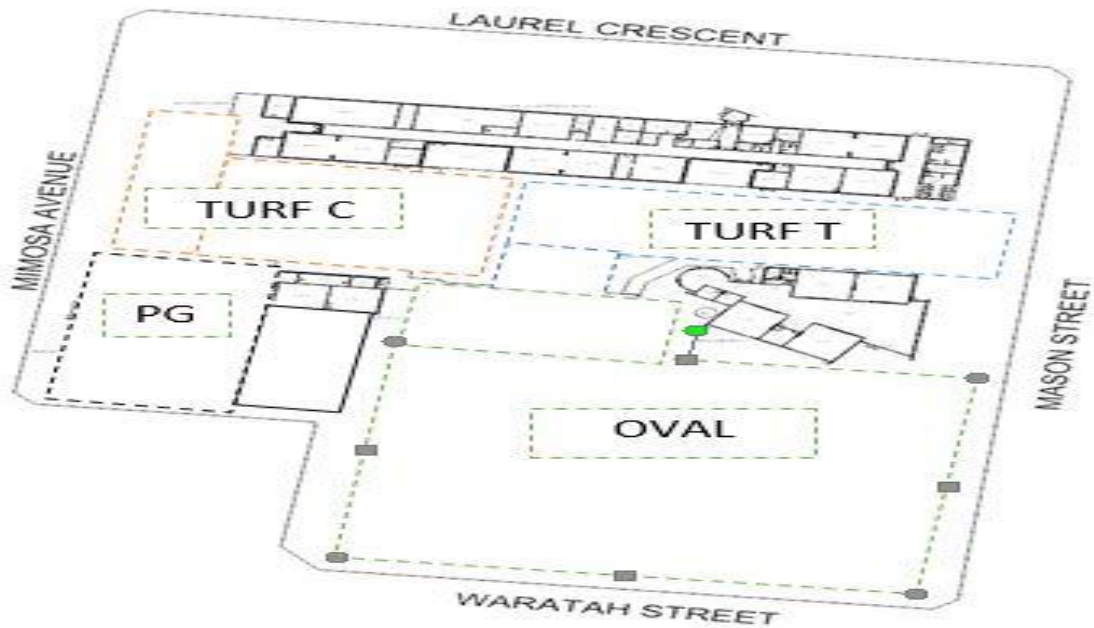 LAUREL CRESCENT
MIMOSA AVENUE
TURF C
TURF T
PG
MASON STREET
OVAL
WARATAH STREET